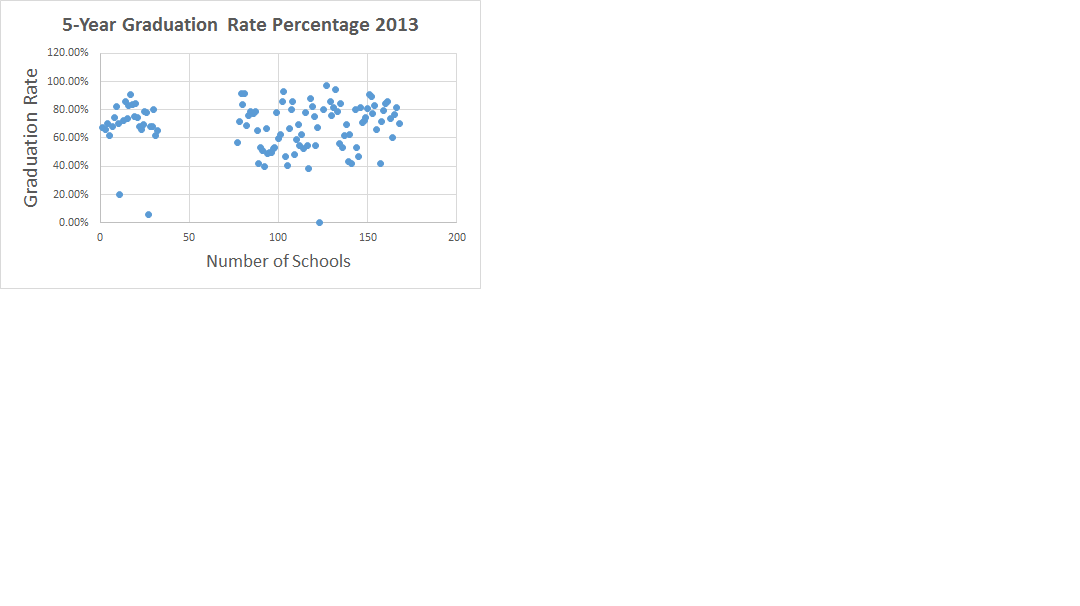 5-Year Graduation Rate Percentage 2013
120.00%
100.00%
80.00%
60.00%
40.00%
20.00%
0.00%
Graduation Rate
0 50 100 150 200
Number of Schools